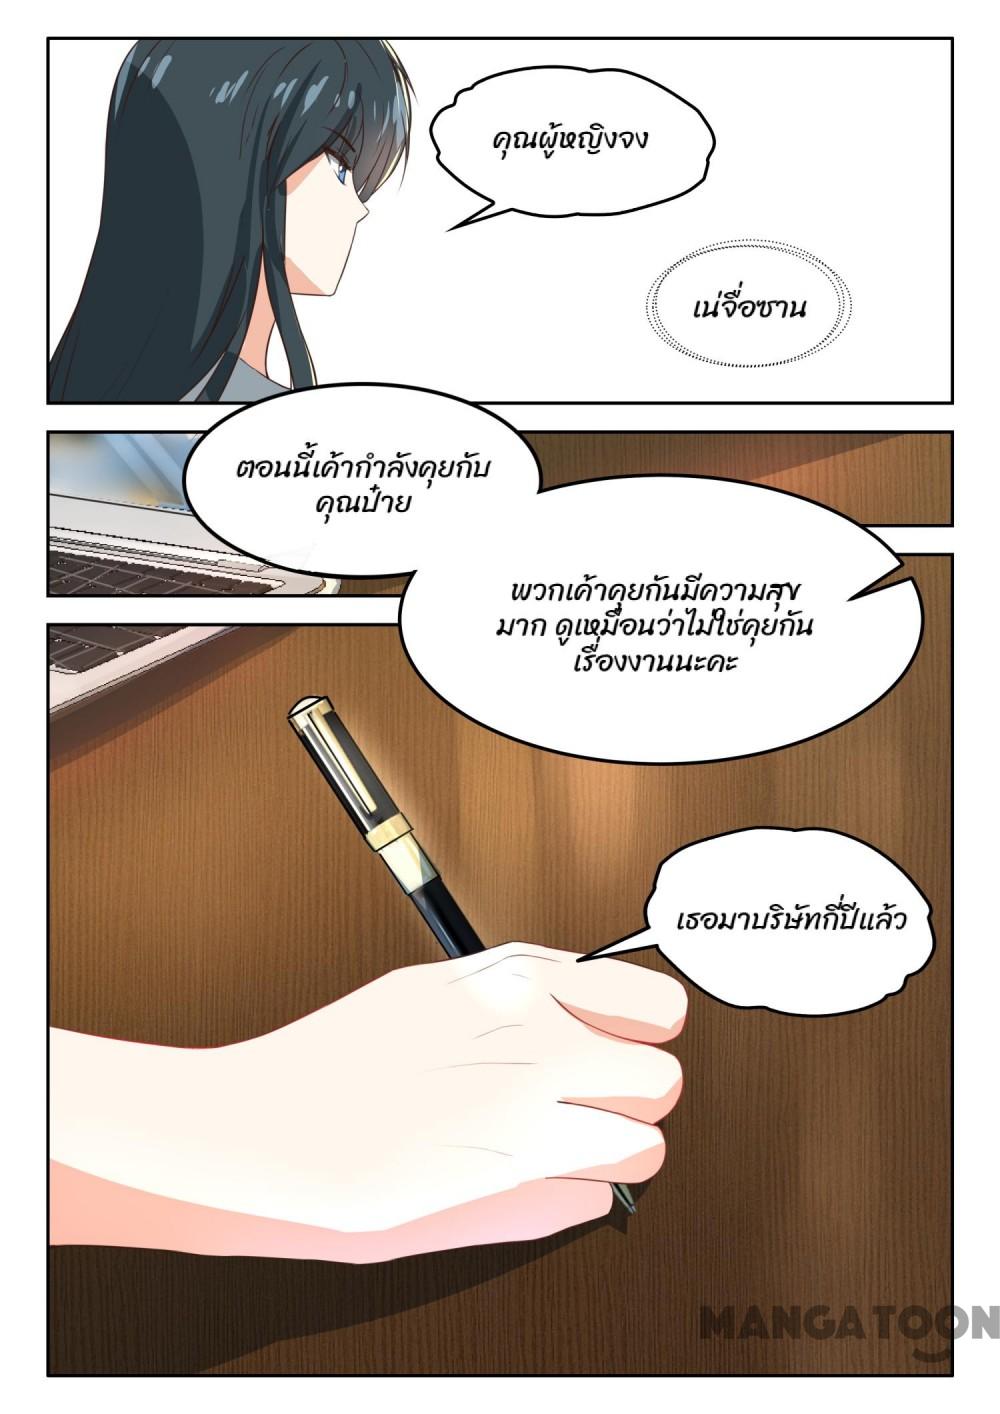 คุณผู้หญิงจง
เน่จื่อซาน
ตอนนี้เค้ากำลังคุยกับ
คุณป๋าย
พวกเค้าคุยกันมีความสุข
มาก ดูเหมือนว่าไม่ใช่คุยกัน
เรื่องงานนะคะ
เธอมาบริษัทกี่ปีแล้ว
MANGATOON